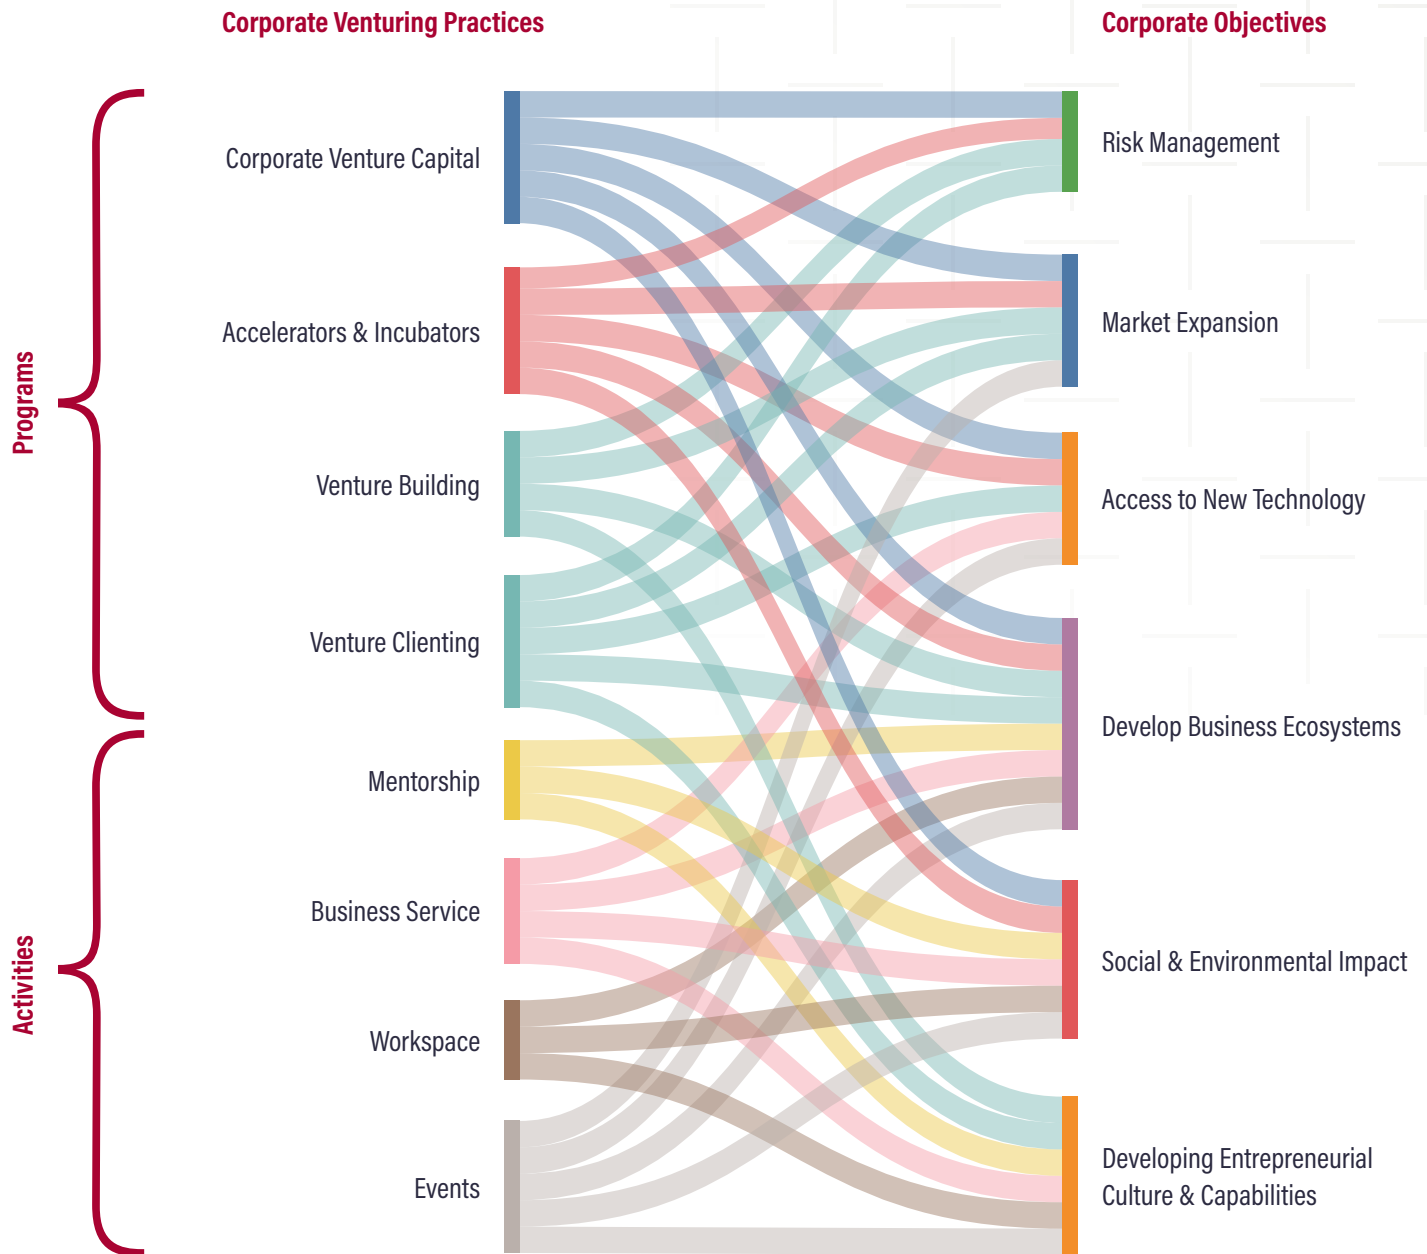 Corporate Venturing Practices
Corporate Objectives
Programs
Activities
Corporate Venture Capital
Accelerators & Incubators
Venture Building
Venture Clienting
Mentorship
Business Service
Workspace
Events
Risk Management
Market Expansion
Access to New Technology
Develop Business Ecosystems
Social & Environmental Impact
Developing Entrepreneurial
Culture & Capabilities